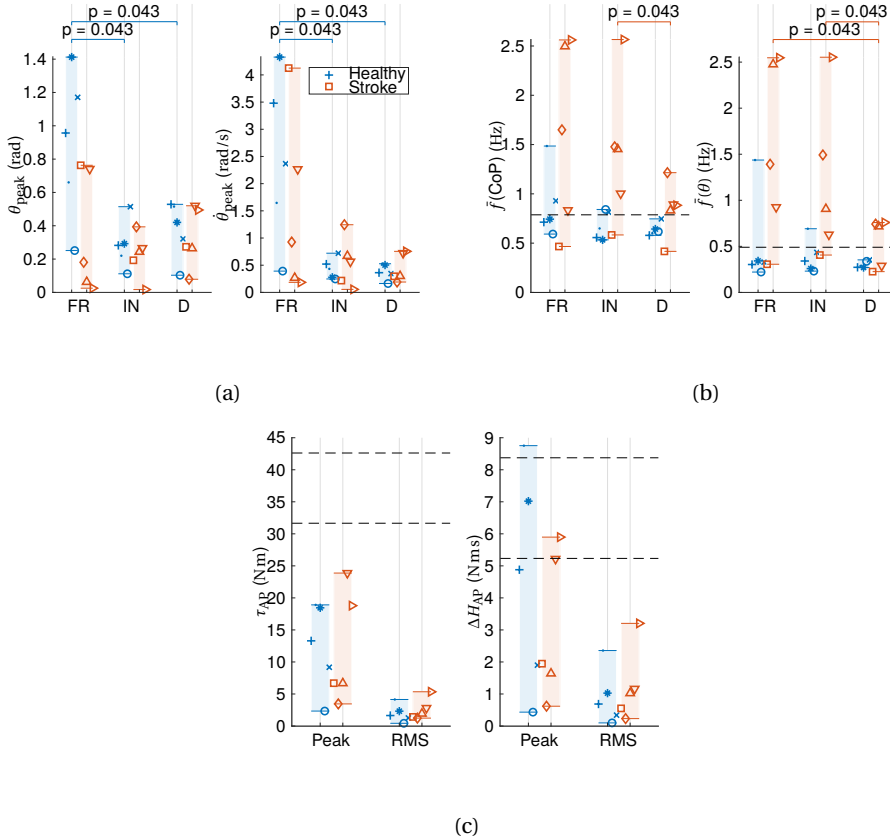 p = 0.043
p = 0.043
p = 0.043
p = 0.043
p = 0.043
p = 0.043
p = 0.043
1.4
1.2
1
0.8
0.6
0.4
0.2
0
θpeak (rad)
FR IN D
4
3.5
3
2.5
2
1.5
1
0.5
0
θ̇peak (rad/s)
FR IN D
Healthy
Stroke
2.5
2
1.5
1
0.5
0
f̄(CoP) (Hz)
FR IN D
2.5
2
1.5
1
0.5
0
f̄(θ) (Hz)
FR IN D
(a)
(b)
45
40
35
30
25
20
15
10
5
0
τAP (Nm)
Peak RMS
9
8
7
6
5
4
3
2
1
0
ΔHAP (Nms)
Peak RMS
(c)